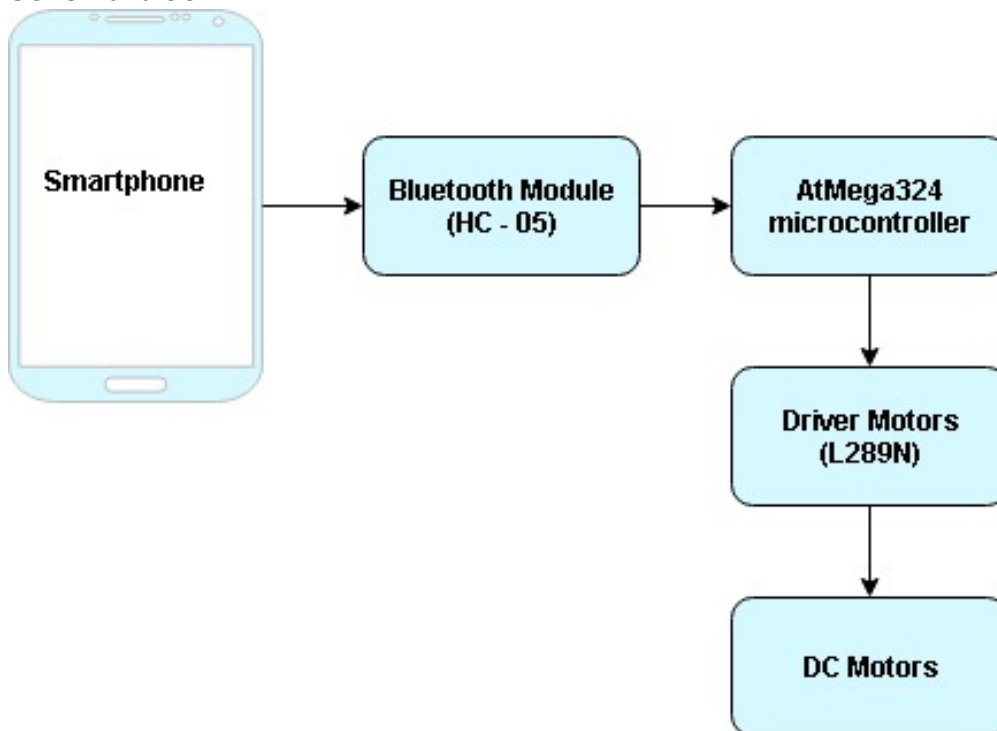 Smartphone
Bluetooth Module
(HC - 05)
AtMega324
microcontroller
Driver Motors
(L289N)
DC Motors